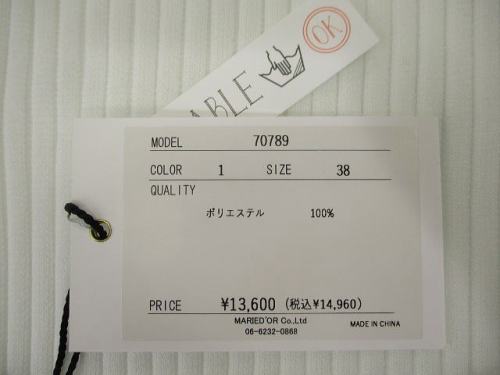 OK
ABLE
MODEL 70789
COLOR 1 SIZE 38
QUALITY
ポリエステル 100%
PRICE ¥13,600 (税込¥14,960)
MARIED'OR Co.,Ltd
06-6232-0868
MADE IN CHINA